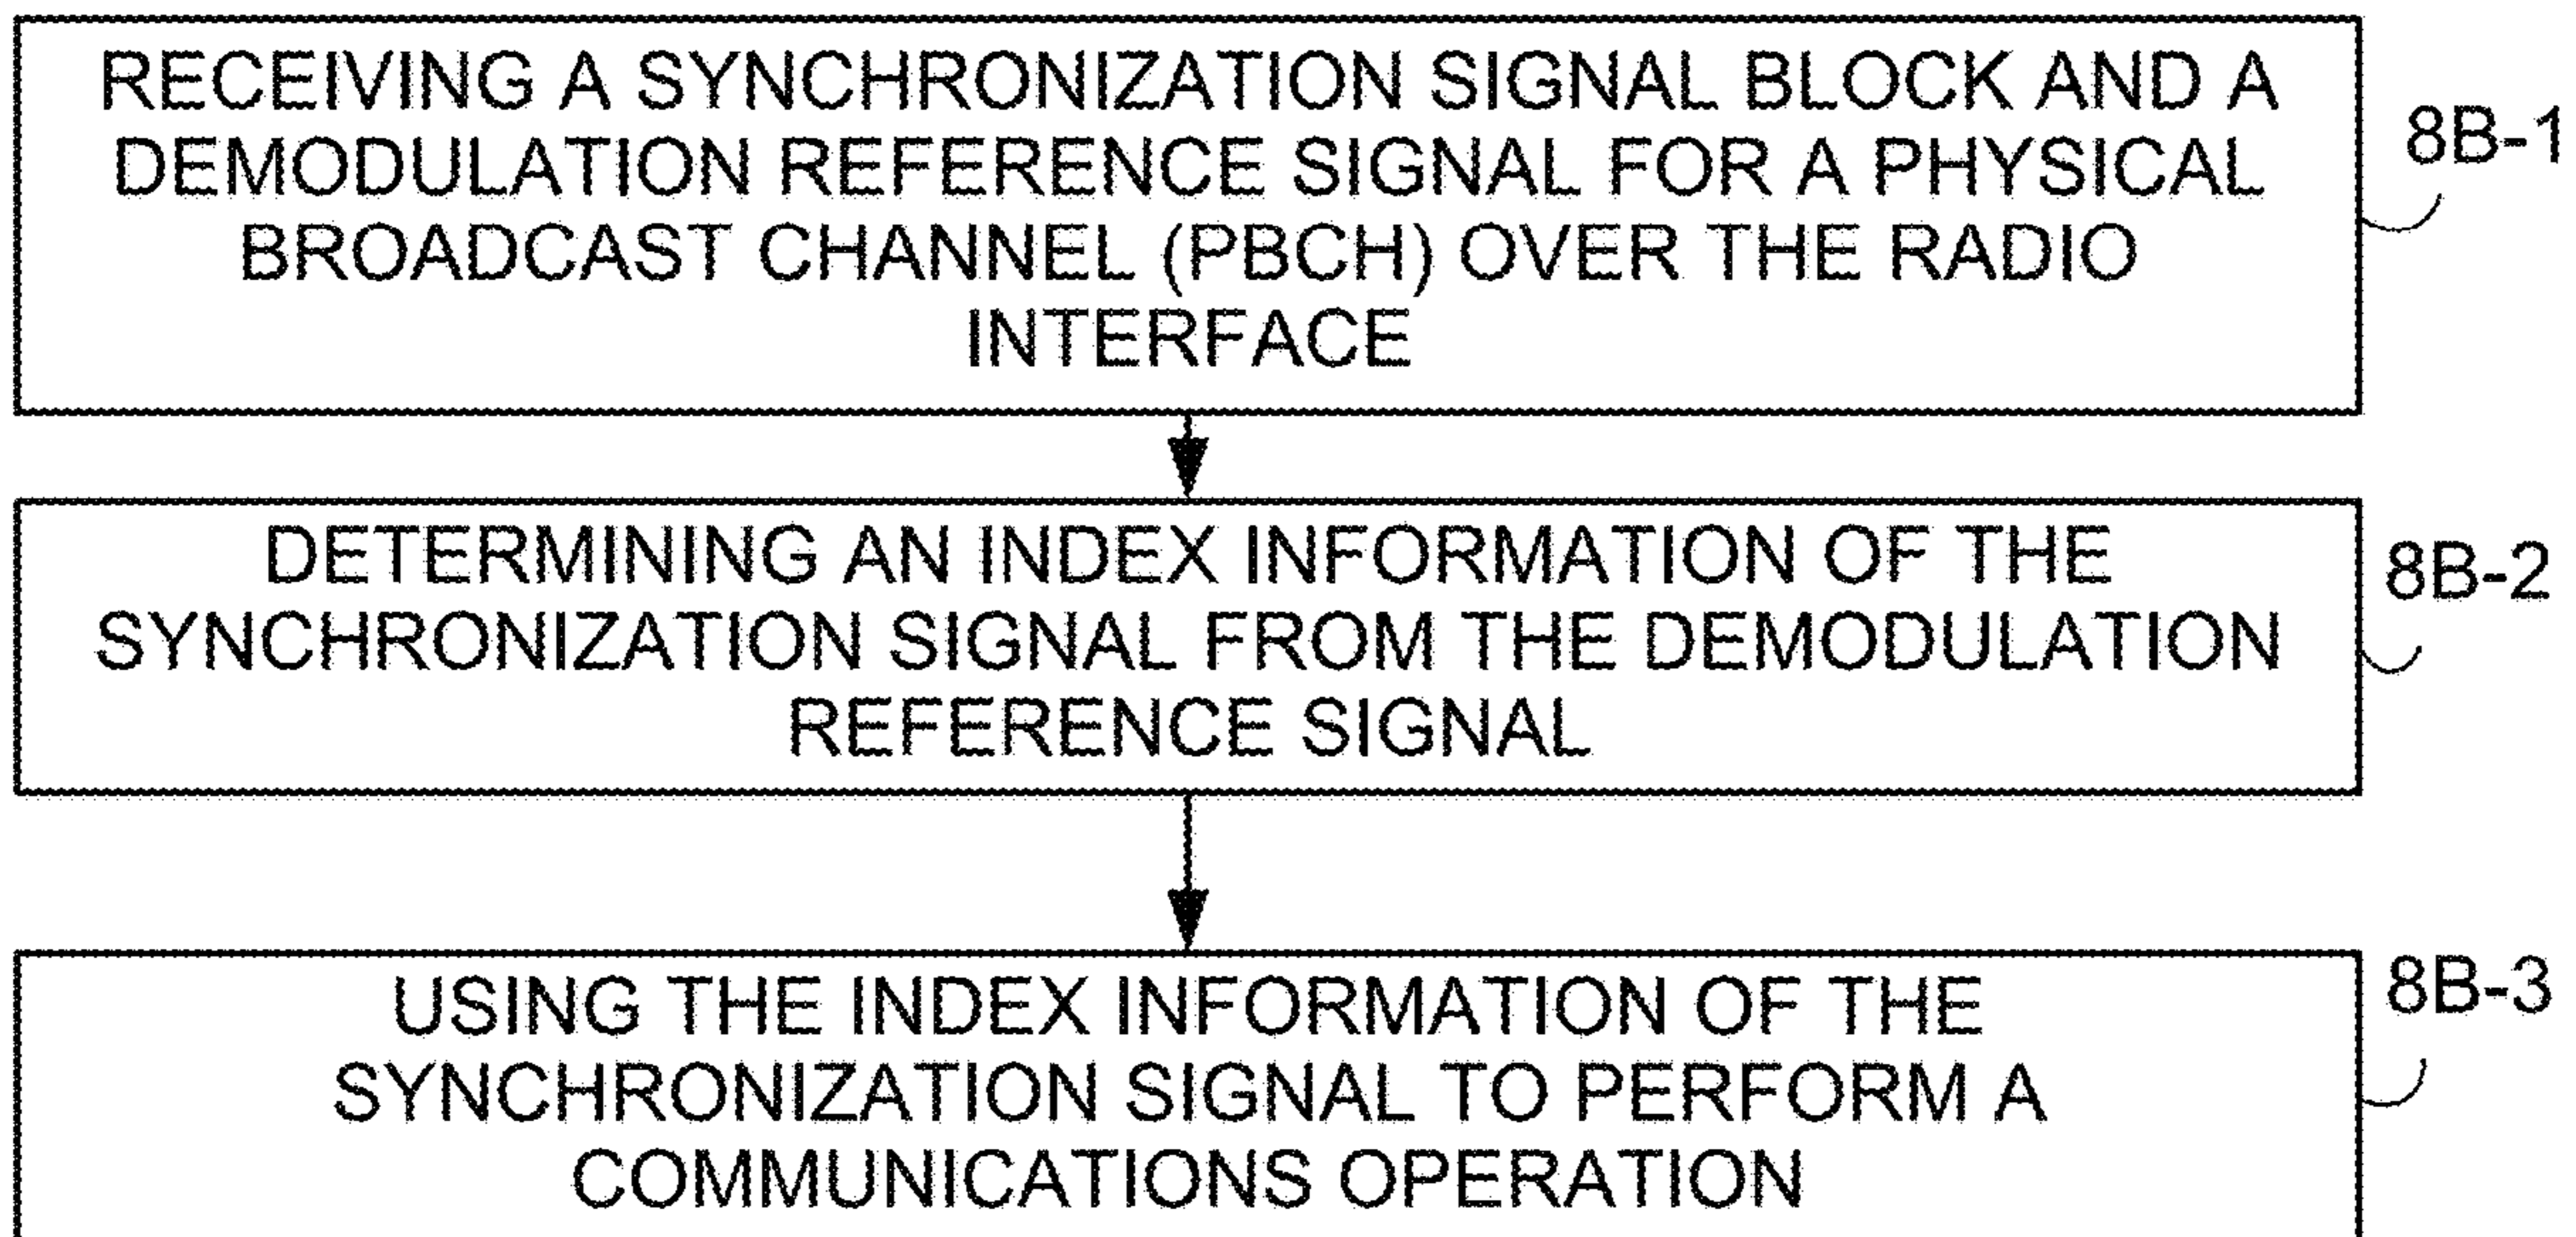 RECEIVING A SYNCHRONIZATION SIGNAL BLOCK AND A
DEMODULATION REFERENCE SIGNAL FOR A PHYSICAL
BROADCAST CHANNEL (PBCH) OVER THE RADIO
INTERFACE
8B-1
DETERMINING AN INDEX INFORMATION OF THE
SYNCHRONIZATION SIGNAL FROM THE DEMODULATION
REFERENCE SIGNAL
8B-2
USING THE INDEX INFORMATION OF THE
SYNCHRONIZATION SIGNAL TO PERFORM A
COMMUNICATIONS OPERATION
8B-3